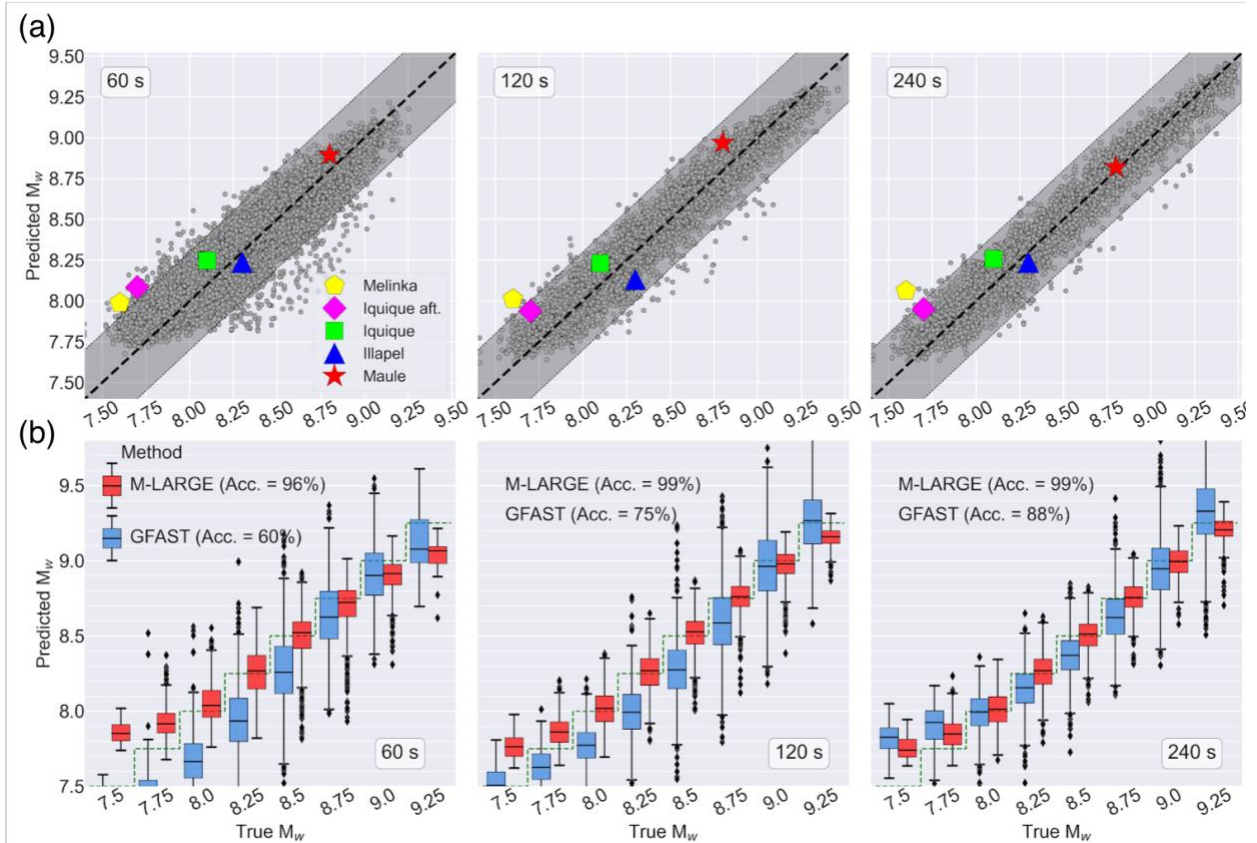 (a)
60 s
120 s
240 s
9.50
9.25
9.00
8.75
8.50
8.25
8.00
7.75
7.50
Predicted Mw
Melinka
Iquique aft.
Iquique
Illapel
Maule
7.50 7.75 8.00 8.25 8.50 8.75 9.00 9.25 9.50
7.50 7.75 8.00 8.25 8.50 8.75 9.00 9.25 9.50
7.50 7.75 8.00 8.25 8.50 8.75 9.00 9.25 9.50
(b)
Method
M-LARGE (Acc. = 96%)
GFAST (Acc. = 60%)
M-LARGE (Acc. = 99%)
GFAST (Acc. = 75%)
M-LARGE (Acc. = 99%)
GFAST (Acc. = 88%)
9.5
9.0
8.5
8.0
7.5
Predicted Mw
60 s
120 s
240 s
7.5 7.75 8.0 8.25 8.5 8.75 9.0 9.25
7.5 7.75 8.0 8.25 8.5 8.75 9.0 9.25
7.5 7.75 8.0 8.25 8.5 8.75 9.0 9.25
True Mw
True Mw
True Mw